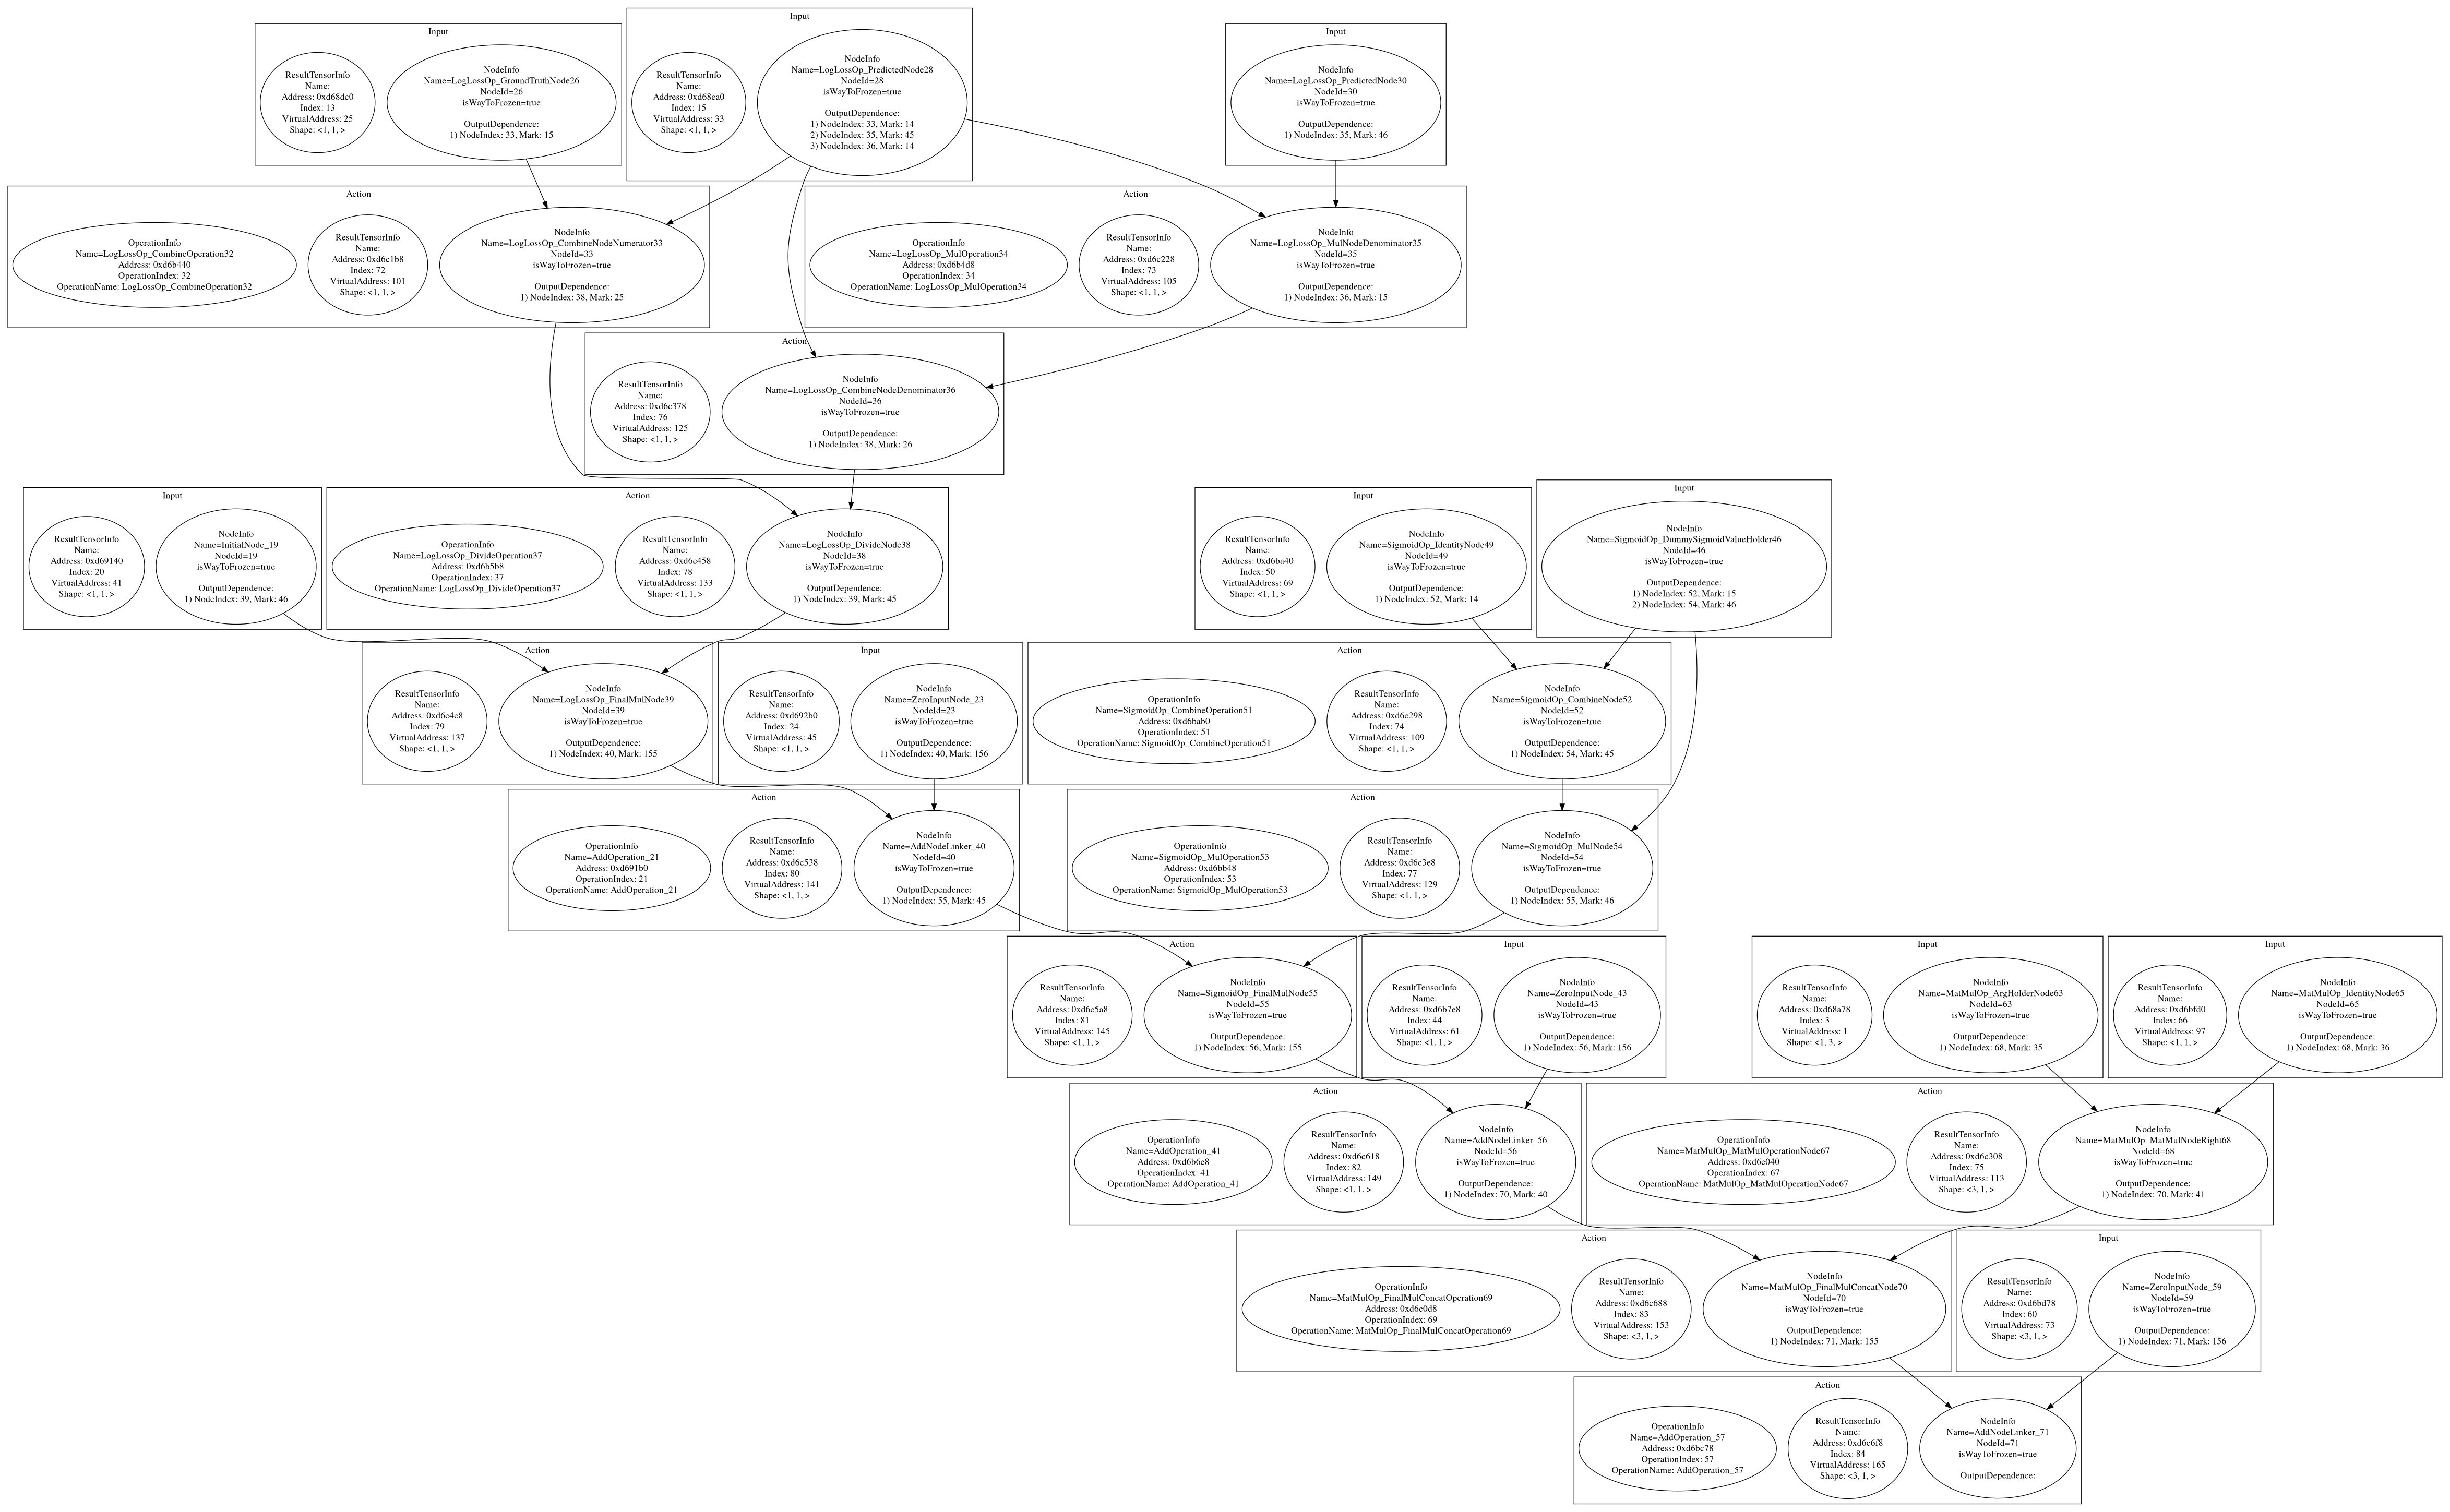 Input
ResultTensorInfo
Name:
Address: 0xd68dc0
Index: 13
VirtualAddress: 25
Shape: <1, 1, >
NodeInfo
Name=LogLossOp_GroundTruthNode26
NodeId=26
isWayToFrozen=true
OutputDependence:
1) NodeIndex: 33, Mark: 15
Input
ResultTensorInfo
Name:
Address: 0xd68ea0
Index: 15
VirtualAddress: 33
Shape: <1, 1, >
NodeInfo
Name=LogLossOp_PredictedNode28
NodeId=28
isWayToFrozen=true
OutputDependence:
1) NodeIndex: 33, Mark: 14
2) NodeIndex: 35, Mark: 45
3) NodeIndex: 36, Mark: 14
Input
NodeInfo
Name=LogLossOp_PredictedNode30
NodeId=30
isWayToFrozen=true
OutputDependence:
1) NodeIndex: 35, Mark: 46
Action
OperationInfo
Name=LogLossOp_CombineOperation32
Address: 0xd6b440
OperationIndex: 32
OperationName: LogLossOp_CombineOperation32
ResultTensorInfo
Name:
Address: 0xd6c1b8
Index: 72
VirtualAddress: 101
Shape: <1, 1, >
NodeInfo
Name=LogLossOp_CombineNodeNumerator33
NodeId=33
isWayToFrozen=true
OutputDependence:
1) NodeIndex: 38, Mark: 25
Action
OperationInfo
Name=LogLossOp_MulOperation34
Address: 0xd6b4d8
OperationIndex: 34
OperationName: LogLossOp_MulOperation34
ResultTensorInfo
Name:
Address: 0xd6c228
Index: 73
VirtualAddress: 105
Shape: <1, 1, >
NodeInfo
Name=LogLossOp_MulNodeDenominator35
NodeId=35
isWayToFrozen=true
OutputDependence:
1) NodeIndex: 36, Mark: 15
Action
ResultTensorInfo
Name:
Address: 0xd6c378
Index: 76
VirtualAddress: 125
Shape: <1, 1, >
NodeInfo
Name=LogLossOp_CombineNodeDenominator36
NodeId=36
isWayToFrozen=true
OutputDependence:
1) NodeIndex: 38, Mark: 26
Input
ResultTensorInfo
Name:
Address: 0xd69140
Index: 20
VirtualAddress: 41
Shape: <1, 1, >
NodeInfo
Name=InitialNode_19
NodeId=19
isWayToFrozen=true
OutputDependence:
1) NodeIndex: 39, Mark: 46
Action
OperationInfo
Name=LogLossOp_DivideOperation37
Address: 0xd6b5b8
OperationIndex: 37
OperationName: LogLossOp_DivideOperation37
ResultTensorInfo
Name:
Address: 0xd6c458
Index: 78
VirtualAddress: 133
Shape: <1, 1, >
NodeInfo
Name=LogLossOp_DivideNode38
NodeId=38
isWayToFrozen=true
OutputDependence:
1) NodeIndex: 39, Mark: 45
Input
ResultTensorInfo
Name:
Address: 0xd6ba40
Index: 50
VirtualAddress: 69
Shape: <1, 1, >
NodeInfo
Name=SigmoidOp_IdentityNode49
NodeId=49
isWayToFrozen=true
OutputDependence:
1) NodeIndex: 52, Mark: 14
Input
NodeInfo
Name=SigmoidOp_DummySigmoidValueHolder46
NodeId=46
isWayToFrozen=true
OutputDependence:
1) NodeIndex: 52, Mark: 15
2) NodeIndex: 54, Mark: 46
Action
ResultTensorInfo
Name:
Address: 0xd6c4c8
Index: 79
VirtualAddress: 137
Shape: <1, 1, >
NodeInfo
Name=LogLossOp_FinalMulNode39
NodeId=39
isWayToFrozen=true
OutputDependence:
1) NodeIndex: 40, Mark: 155
Input
ResultTensorInfo
Name:
Address: 0xd692b0
Index: 24
VirtualAddress: 45
Shape: <1, 1, >
NodeInfo
Name=ZeroInputNode_23
NodeId=23
isWayToFrozen=true
OutputDependence:
1) NodeIndex: 40, Mark: 156
Action
OperationInfo
Name=SigmoidOp_CombineOperation51
Address: 0xd6bab0
OperationIndex: 51
OperationName: SigmoidOp_CombineOperation51
ResultTensorInfo
Name:
Address: 0xd6c298
Index: 74
VirtualAddress: 109
Shape: <1, 1, >
NodeInfo
Name=SigmoidOp_CombineNode52
NodeId=52
isWayToFrozen=true
OutputDependence:
1) NodeIndex: 54, Mark: 45
Action
OperationInfo
Name=AddOperation_21
Address: 0xd691b0
OperationIndex: 21
OperationName: AddOperation_21
ResultTensorInfo
Name:
Address: 0xd6c538
Index: 80
VirtualAddress: 141
Shape: <1, 1, >
NodeInfo
Name=AddNodeLinker_40
NodeId=40
isWayToFrozen=true
OutputDependence:
1) NodeIndex: 55, Mark: 45
Action
OperationInfo
Name=SigmoidOp_MulOperation53
Address: 0xd6bb48
OperationIndex: 53
OperationName: SigmoidOp_MulOperation53
ResultTensorInfo
Name:
Address: 0xd6c3e8
Index: 77
VirtualAddress: 129
Shape: <1, 1, >
NodeInfo
Name=SigmoidOp_MulNode54
NodeId=54
isWayToFrozen=true
OutputDependence:
1) NodeIndex: 55, Mark: 46
Action
ResultTensorInfo
Name:
Address: 0xd6c5a8
Index: 81
VirtualAddress: 145
Shape: <1, 1, >
NodeInfo
Name=SigmoidOp_FinalMulNode55
NodeId=55
isWayToFrozen=true
OutputDependence:
1) NodeIndex: 56, Mark: 155
Input
ResultTensorInfo
Name:
Address: 0xd6b7e8
Index: 44
VirtualAddress: 61
Shape: <1, 1, >
NodeInfo
Name=ZeroInputNode_43
NodeId=43
isWayToFrozen=true
OutputDependence:
1) NodeIndex: 56, Mark: 156
Input
ResultTensorInfo
Name:
Address: 0xd68a78
Index: 3
VirtualAddress: 1
Shape: <1, 3, >
NodeInfo
Name=MatMulOp_ArgHolderNode63
NodeId=63
isWayToFrozen=true
OutputDependence:
1) NodeIndex: 68, Mark: 35
Input
ResultTensorInfo
Name:
Address: 0xd6bfd0
Index: 66
VirtualAddress: 97
Shape: <1, 1, >
NodeInfo
Name=MatMulOp_IdentityNode65
NodeId=65
isWayToFrozen=true
OutputDependence:
1) NodeIndex: 68, Mark: 36
Action
OperationInfo
Name=AddOperation_41
Address: 0xd6b6e8
OperationIndex: 41
OperationName: AddOperation_41
ResultTensorInfo
Name:
Address: 0xd6c618
Index: 82
VirtualAddress: 149
Shape: <1, 1, >
NodeInfo
Name=AddNodeLinker_56
NodeId=56
isWayToFrozen=true
OutputDependence:
1) NodeIndex: 70, Mark: 40
Action
OperationInfo
Name=MatMulOp_MatMulOperationNode67
Address: 0xd6c040
OperationIndex: 67
OperationName: MatMulOp_MatMulOperationNode67
ResultTensorInfo
Name:
Address: 0xd6c308
Index: 75
VirtualAddress: 113
Shape: <3, 1, >
NodeInfo
Name=MatMulOp_MatMulNodeRight68
NodeId=68
isWayToFrozen=true
OutputDependence:
1) NodeIndex: 70, Mark: 41
Action
OperationInfo
Name=MatMulOp_FinalMulConcatOperation69
Address: 0xd6c0d8
OperationIndex: 69
OperationName: MatMulOp_FinalMulConcatOperation69
ResultTensorInfo
Name:
Address: 0xd6c688
Index: 83
VirtualAddress: 153
Shape: <3, 1, >
NodeInfo
Name=MatMulOp_FinalMulConcatNode70
NodeId=70
isWayToFrozen=true
OutputDependence:
1) NodeIndex: 71, Mark: 155
Input
ResultTensorInfo
Name:
Address: 0xd6bd78
Index: 60
VirtualAddress: 73
Shape: <3, 1, >
NodeInfo
Name=ZeroInputNode_59
NodeId=59
isWayToFrozen=true
OutputDependence:
1) NodeIndex: 71, Mark: 156
Action
OperationInfo
Name=AddOperation_57
Address: 0xd6bc78
OperationIndex: 57
OperationName: AddOperation_57
ResultTensorInfo
Name:
Address: 0xd6c6f8
Index: 84
VirtualAddress: 165
Shape: <3, 1, >
NodeInfo
Name=AddNodeLinker_71
NodeId=71
isWayToFrozen=true
OutputDependence: